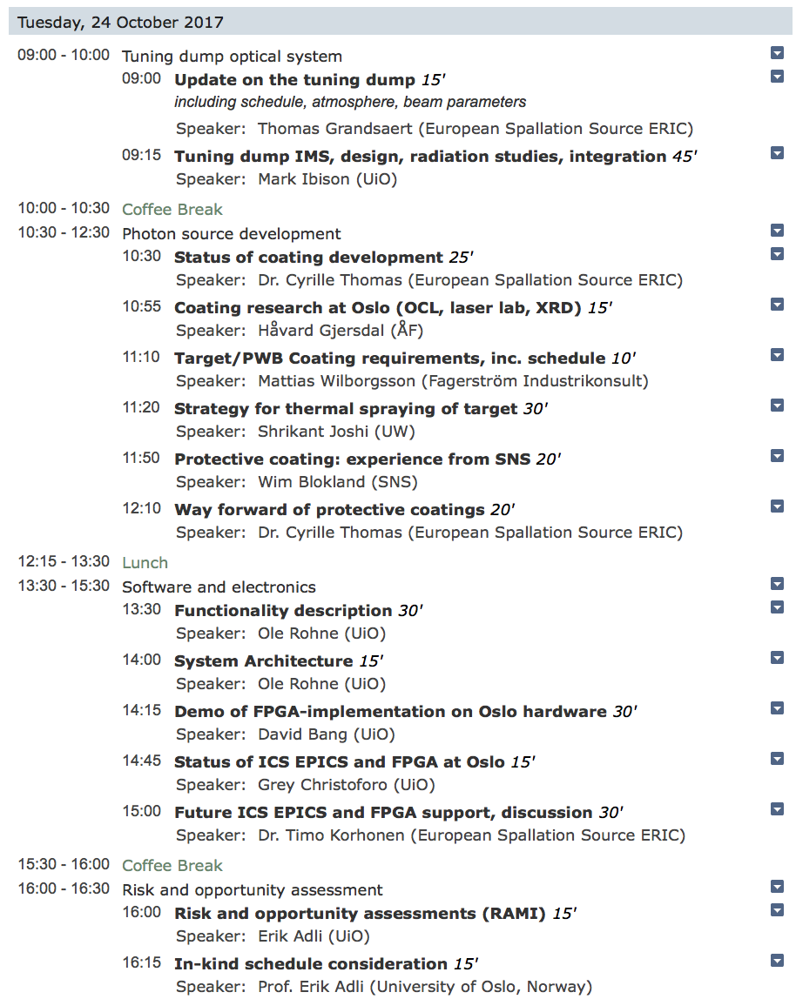 Tuesday, 24 October 2017
09:00 - 10:00 Tuning dump optical system
09:00 Update on the tuning dump 15'
including schedule, atmosphere, beam parameters
Speaker: Thomas Grandsaert (European Spallation Source ERIC)
09:15 Tuning dump IMS, design, radiation studies, integration 45'
Speaker: Mark Ibison (UiO)
10:00 - 10:30 Coffee Break
10:30 - 12:30 Photon source development
10:30 Status of coating development 25'
Speaker: Dr. Cyrille Thomas (European Spallation Source ERIC)
10:55 Coating research at Oslo (OCL, laser lab, XRD) 15'
Speaker: Håvard Gjersdal (ÅF)
11:10 Target/PWB Coating requirements, inc. schedule 10'
Speaker: Mattias Wilborgsson (Fagerström Industrikonsult)
11:20 Strategy for thermal spraying of target 30'
Speaker: Shrikant Joshi (UW)
11:50 Protective coating: experience from SNS 20'
Speaker: Wim Blokland (SNS)
12:10 Way forward of protective coatings 20'
Speaker: Dr. Cyrille Thomas (European Spallation Source ERIC)
12:15 - 13:30 Lunch
13:30 - 15:30 Software and electronics
13:30 Functionality description 30'
Speaker: Ole Rohne (UiO)
14:00 System Architecture 15'
Speaker: Ole Rohne (UiO)
14:15 Demo of FPGA-implementation on Oslo hardware 30'
Speaker: David Bang (UiO)
14:45 Status of ICS EPICS and FPGA at Oslo 15'
Speaker: Grey Christoforo (UiO)
15:00 Future ICS EPICS and FPGA support, discussion 30'
Speaker: Dr. Timo Korhonen (European Spallation Source ERIC)
15:30 - 16:00 Coffee Break
16:00 - 16:30 Risk and opportunity assessment
16:00 Risk and opportunity assessments (RAMI) 15'
Speaker: Erik Adli (UiO)
16:15 In-kind schedule consideration 15'
Speaker: Prof. Erik Adli (University of Oslo, Norway)